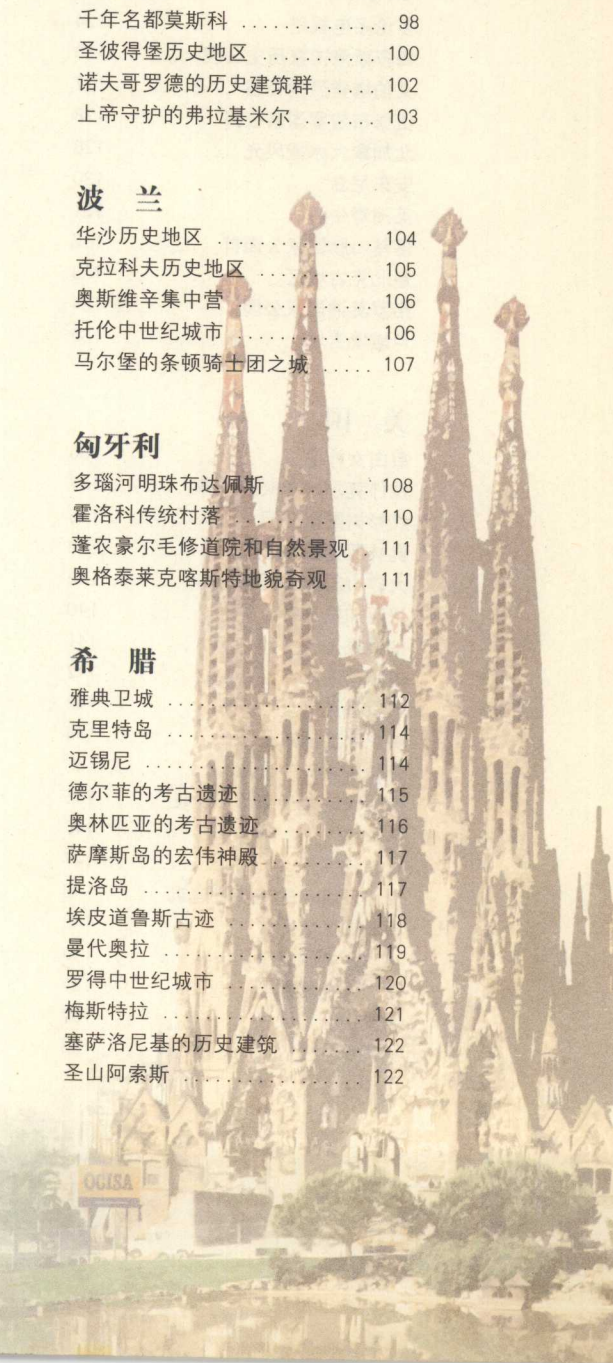 千年名都莫斯科 .............. 98
圣彼得堡历史地区 ........... 100
诺夫哥罗德的历史建筑群 ..... 102
上帝守护的弗拉基米尔 ....... 103
波 兰
华沙历史地区 ............... 104
克拉科夫历史地区 ........... 105
奥斯维辛集中营 ............. 106
托伦中世纪城市 ............. 106
马尔堡的条顿骑士团之城 ..... 107
匈牙利
多瑙河明珠布达佩斯 ......... 108
霍洛科传统村落 ............. 110
蓬农豪尔毛修道院和自然景观 . 111
奥格泰莱克喀斯特地貌奇观 ... 111
希 腊
雅典卫城 ................... 112
克里特岛 ................... 114
迈锡尼 ..................... 114
德尔菲的考古遗迹 ........... 115
奥林匹亚的考古遗迹 ......... 116
萨摩斯岛的宏伟神殿 ......... 117
提洛岛 ..................... 117
埃皮道鲁斯古迹 ............. 118
曼代奥拉 ................... 119
罗得中世纪城市 ............. 120
梅斯特拉 ................... 121
塞萨洛尼基的历史建筑 ....... 122
圣山阿索斯 ................. 122
OCISA